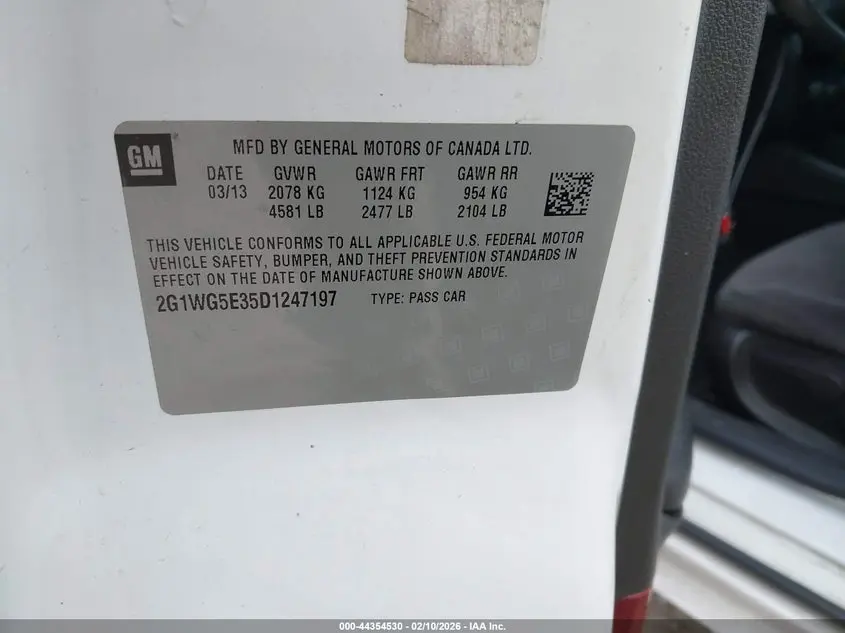 GM
MFD BY GENERAL MOTORS OF CANADA LTD.
DATE GVWR GAWR FRT GAWR RR
03/13 2078 KG 1124 KG 954 KG
4581 LB 2477 LB 2104 LB
THIS VEHICLE CONFORMS TO ALL APPLICABLE U.S. FEDERAL MOTOR
VEHICLE SAFETY, BUMPER, AND THEFT PREVENTION STANDARDS IN
EFFECT ON THE DATE OF MANUFACTURE SHOWN ABOVE.
2G1WG5E35D1247197 TYPE: PASS CAR
000-44354530 - 02/10/2026 - IAA Inc.